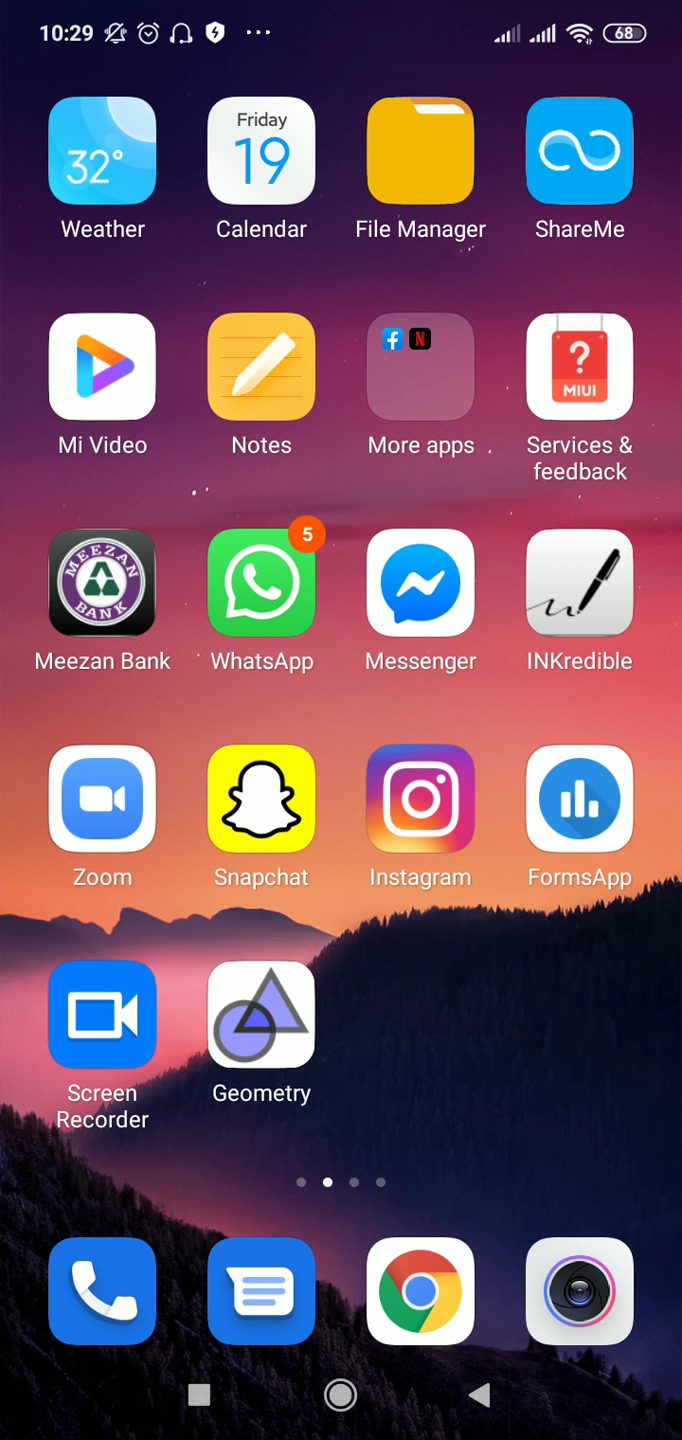 10:29
68
32°
Friday
19
Weather
Calendar
File Manager
ShareMe
?
MIUI
Mi Video
Notes
More apps
Services &
feedback
MEEZAN
BANK
5
Meezan Bank
WhatsApp
Messenger
INKredible
Zoom
Snapchat
Instagram
FormsApp
Screen
Recorder
Geometry